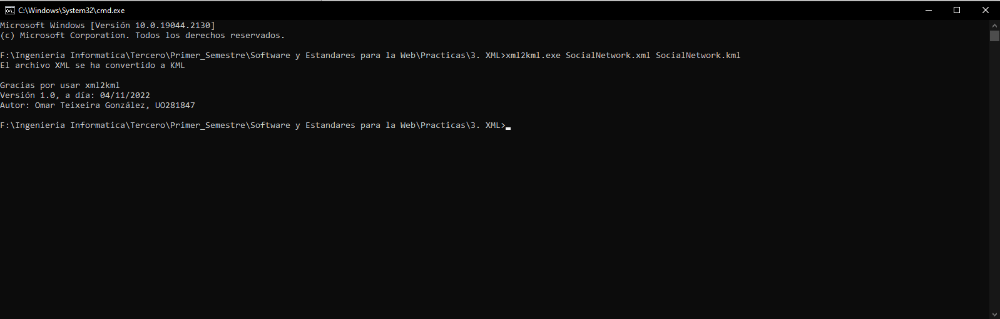 C:\Windows\System32\cmd.exe
Microsoft Windows [Versión 10.0.19044.2130]
(c) Microsoft Corporation. Todos los derechos reservados.
F:\Ingenieria Informatica\Tercero\Primer_Semestre\Software y Estandares para la Web\Practicas\3. XML>xml2kml.exe SocialNetwork.xml SocialNetwork.kml
El archivo XML se ha convertido a KML
Gracias por usar xml2kml
Versión 1.0, a día: 04/11/2022
Autor: Omar Teixeira González, UO281847
F:\Ingenieria Informatica\Tercero\Primer_Semestre\Software y Estandares para la Web\Practicas\3. XML>